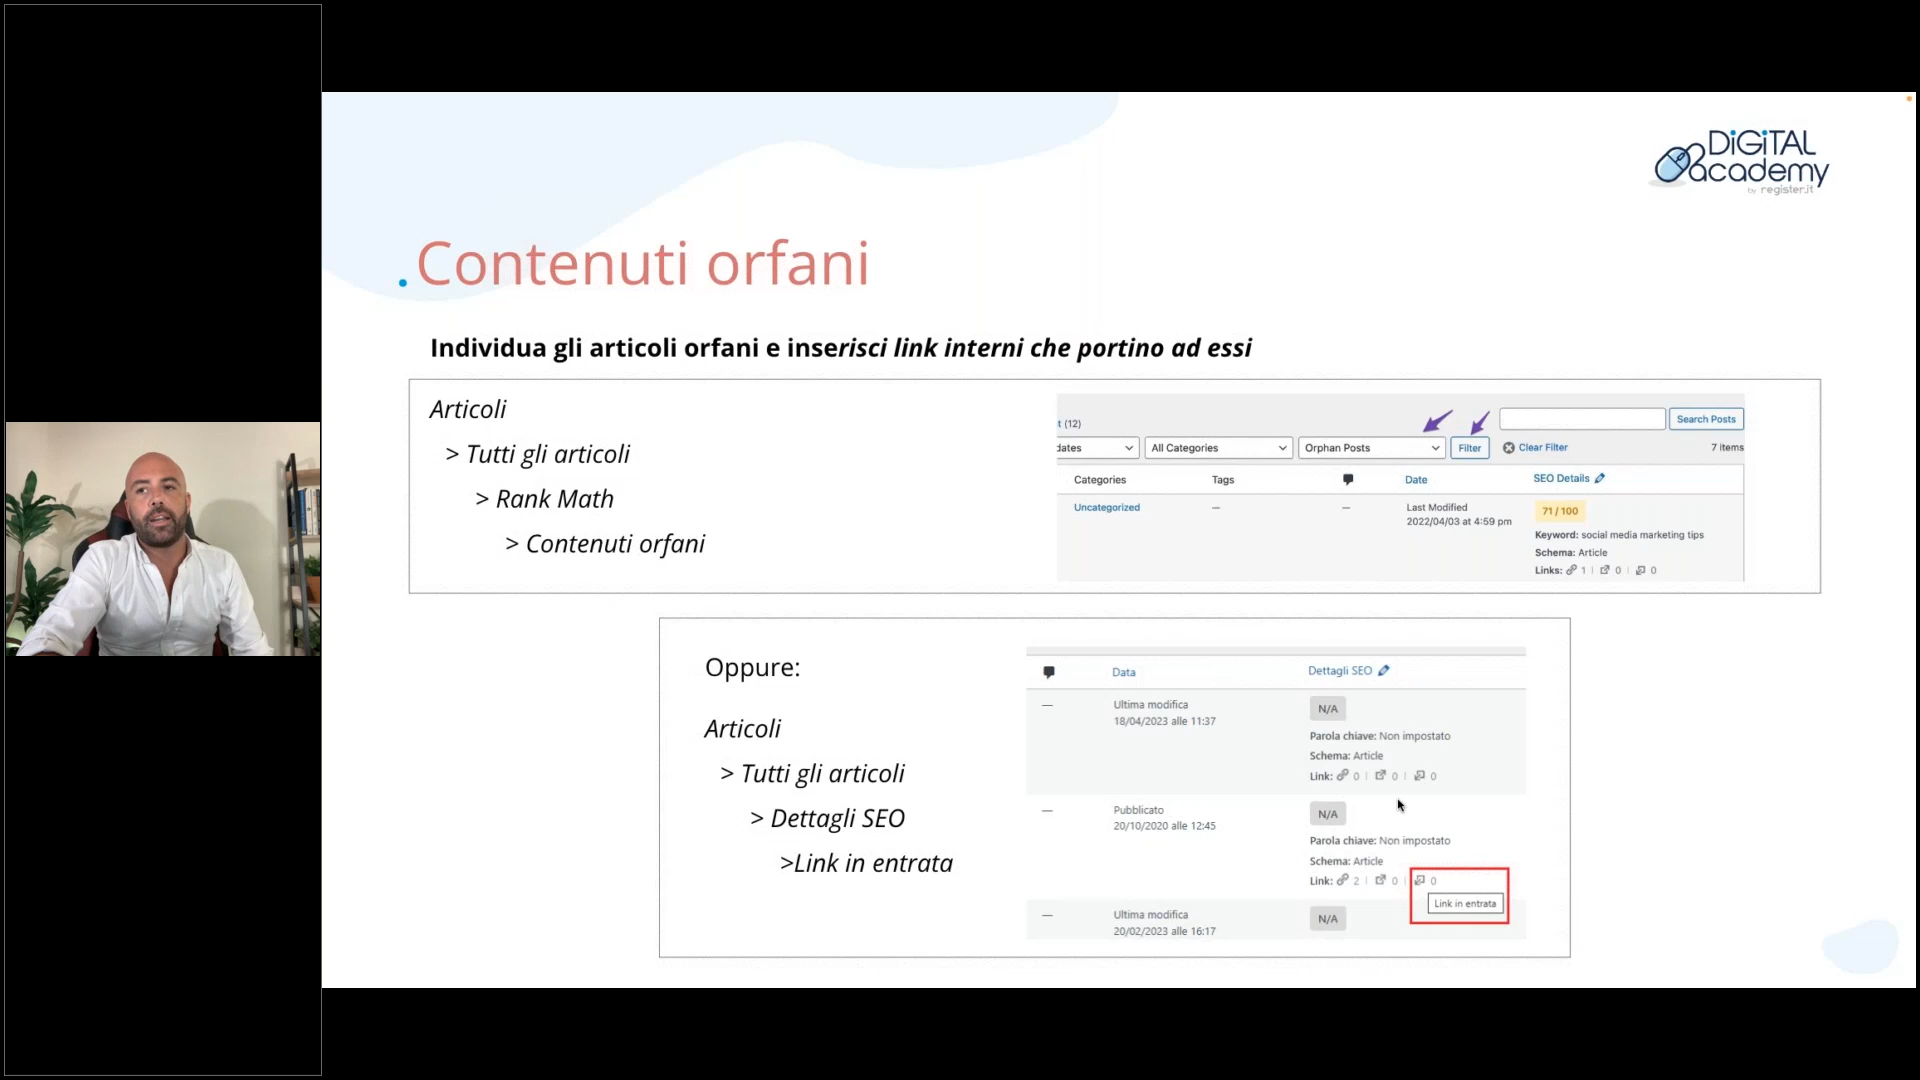 DiGiTAL
academy
by register.it
Contenuti orfani
Individua gli articoli orfani e inserisci link interni che portino ad essi
Articoli
> Tutti gli articoli
> Rank Math
> Contenuti orfani
(12)
Search Posts
dates
All Categories
Orphan Posts
Filter
Clear Filter
7 items
Categories
Tags
Date
SEO Details
Uncategorized
—
—
Last Modified
2022/04/03 at 4:59 pm
71 / 100
Keyword: social media marketing tips
Schema: Article
Links: 1 | 0 | 0
Oppure:
Articoli
> Tutti gli articoli
> Dettagli SEO
>Link in entrata
Data
Dettagli SEO
—
Ultima modifica
18/04/2023 alle 11:37
N/A
Parola chiave: Non impostato
Schema: Article
Link: 0 | 0 | 0
—
Pubblicato
20/10/2020 alle 12:45
N/A
Parola chiave: Non impostato
Schema: Article
Link: 2 | 0 | 0
Link in entrata
—
Ultima modifica
20/02/2023 alle 16:17
N/A